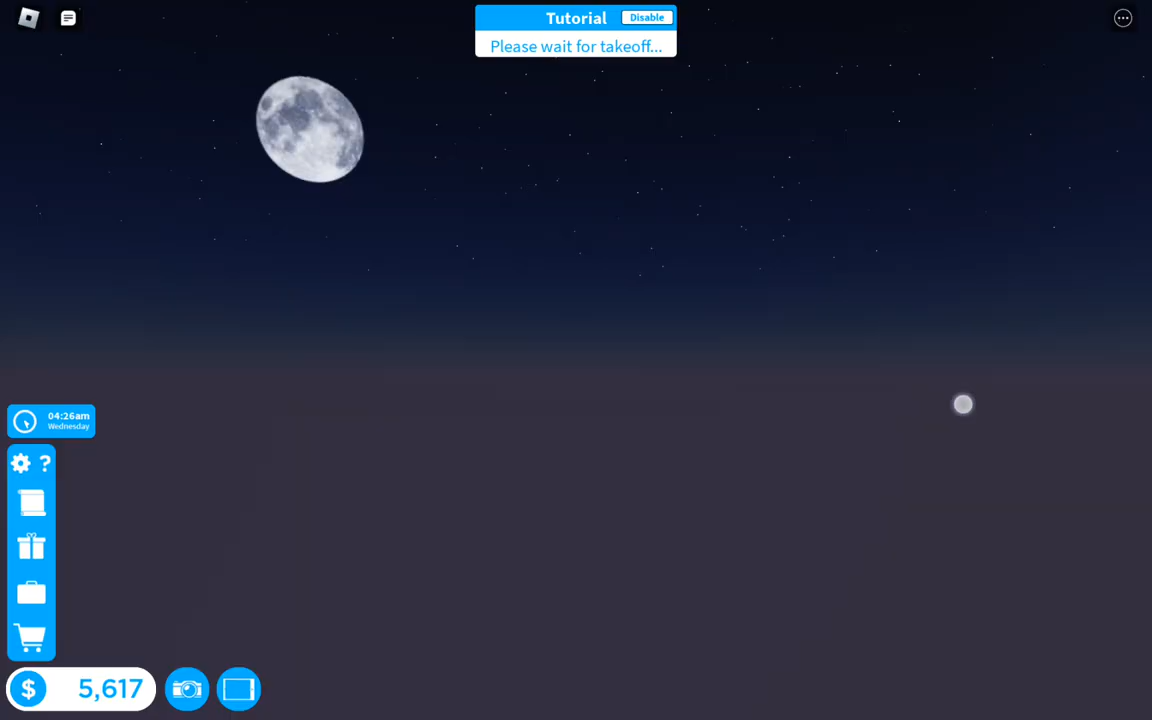 Tutorial Disable
Please wait for takeoff...
04:26am
Wednesday
?
$ 5,617